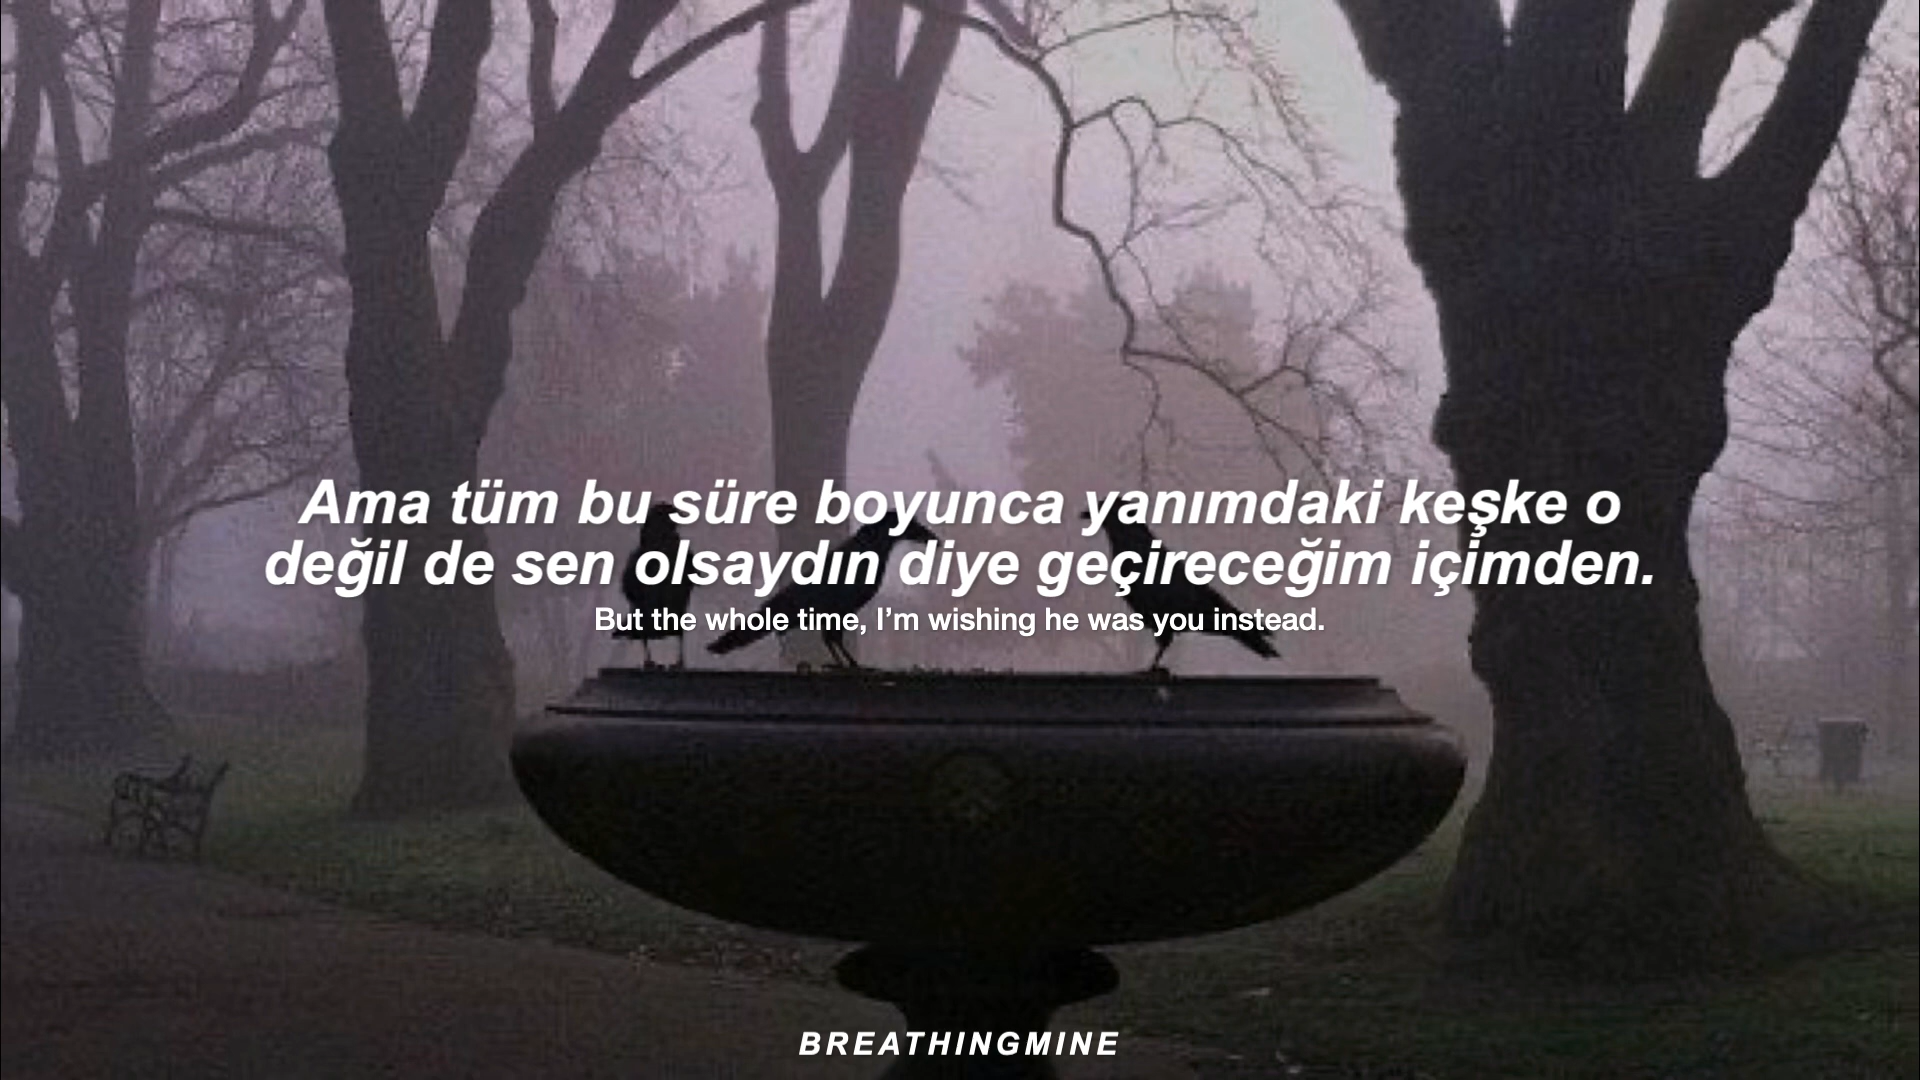 Ama tüm bu süre boyunca yanımdaki keşke o
değil de sen olsaydın diye geçireceğim içimden.
But the whole time, I’m wishing he was you instead.
BREATHINGMINE